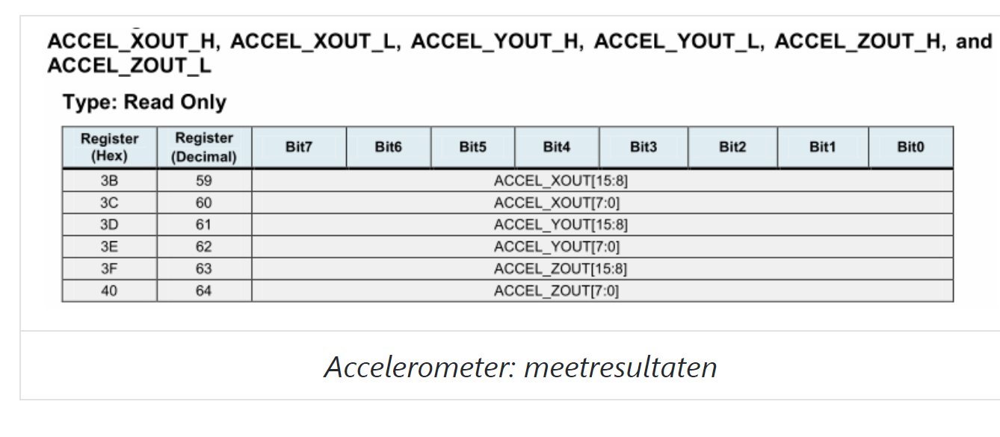 ACCEL_XOUT_H, ACCEL_XOUT_L, ACCEL_YOUT_H, ACCEL_YOUT_L, ACCEL_ZOUT_H, and
ACCEL_ZOUT_L
Type: Read Only
Register (Hex) Register (Decimal) Bit7 Bit6 Bit5 Bit4 Bit3 Bit2 Bit1 Bit0
3B 59 ACCEL_XOUT[15:8]
3C 60 ACCEL_XOUT[7:0]
3D 61 ACCEL_YOUT[15:8]
3E 62 ACCEL_YOUT[7:0]
3F 63 ACCEL_ZOUT[15:8]
40 64 ACCEL_ZOUT[7:0]
Accelerometer: meetresultaten